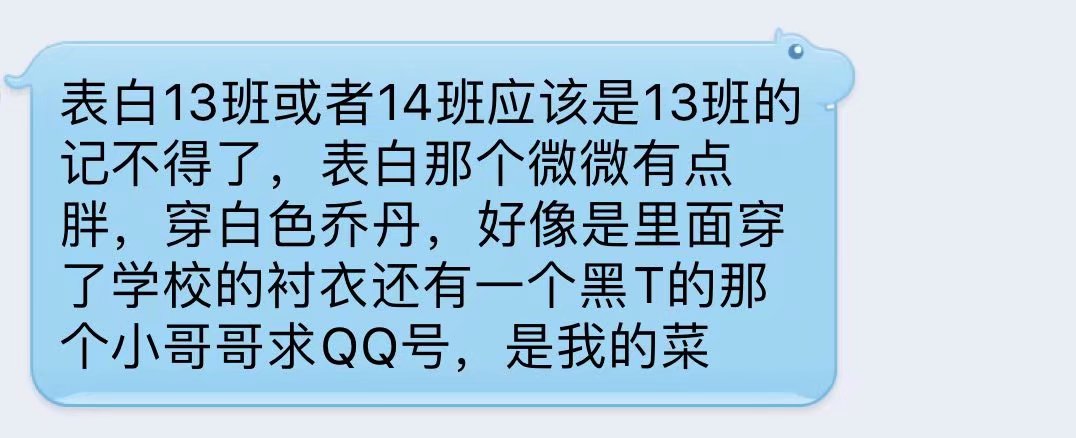 表白13班或者14班应该是13班的
记不得了，表白那个微微有点
胖，穿白色乔丹，好像是里面穿
了学校的衬衣还有一个黑T的那
个小哥哥求QQ号，是我的菜